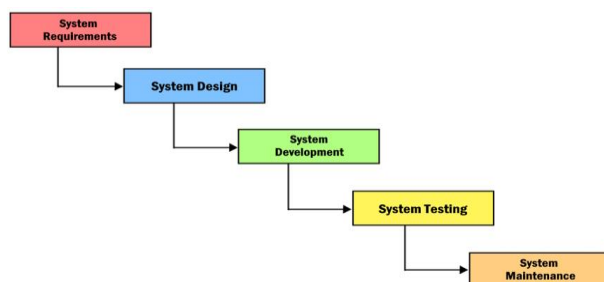 System
Requirements
System Design
System
Development
System Testing
System
Maintenance